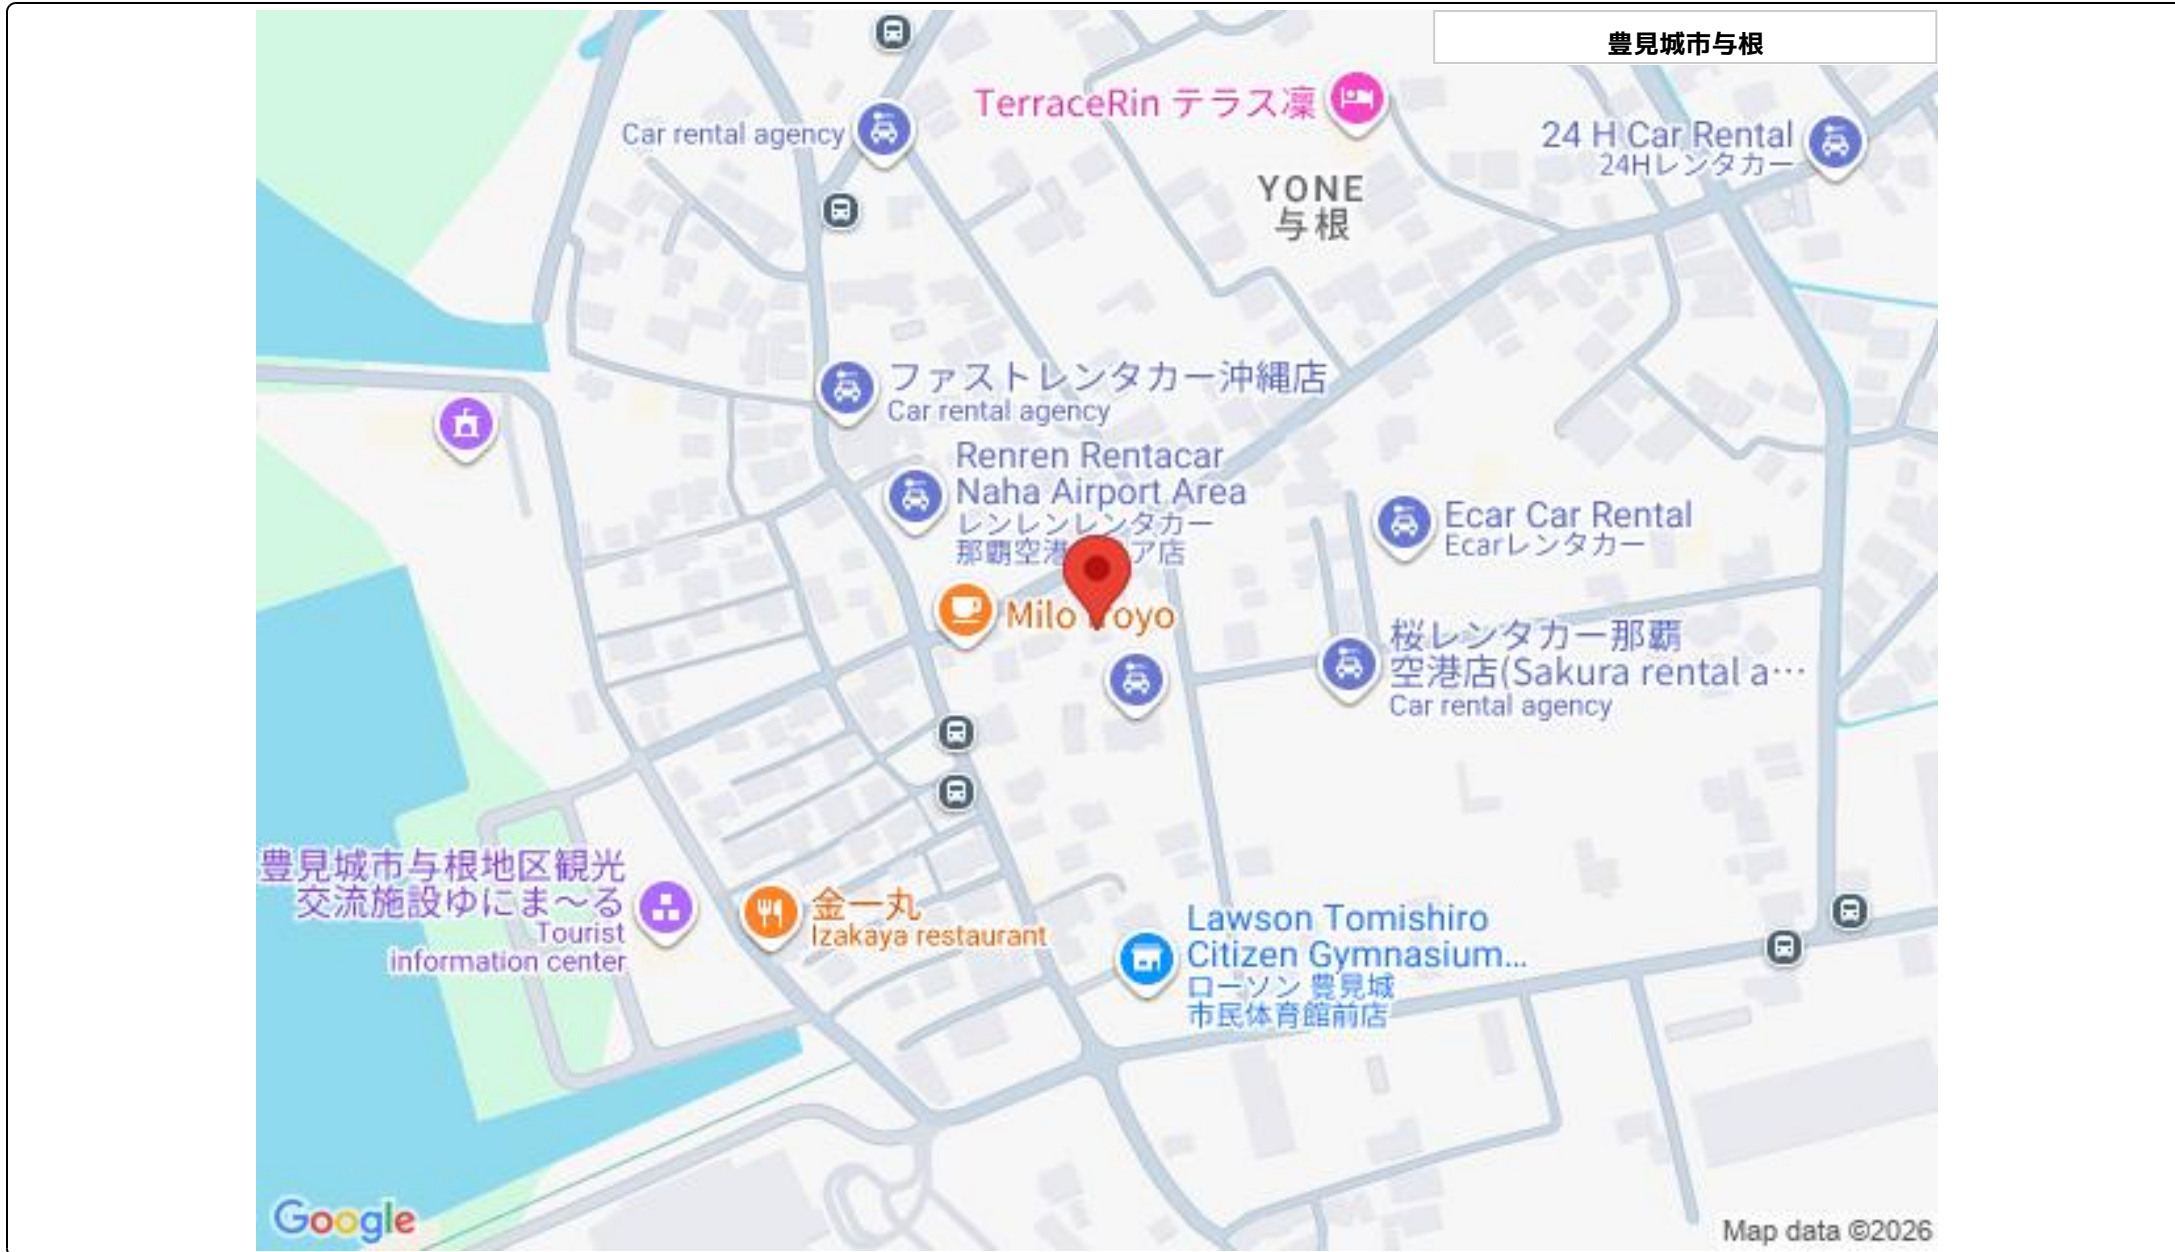 豊見城市与根
TerraceRin テラス凜
Car rental agency
24 H Car Rental
24Hレンタカー
YONE
与根
ファストレンタカー沖縄店
Car rental agency
Renren Rentacar
Naha Airport Area
レンレンレンタカー
那覇空港 ア店
Ecar Car Rental
Ecarレンタカー
Milo oyo
桜レンタカー那覇
空港店(Sakura rental a…
Car rental agency
豊見城市与根地区観光
交流施設ゆにま〜る
Tourist
information center
金一丸
Izakaya restaurant
Lawson Tomishiro
Citizen Gymnasium...
ローソン 豊見城
市民体育館前店
Google
Map data ©2026